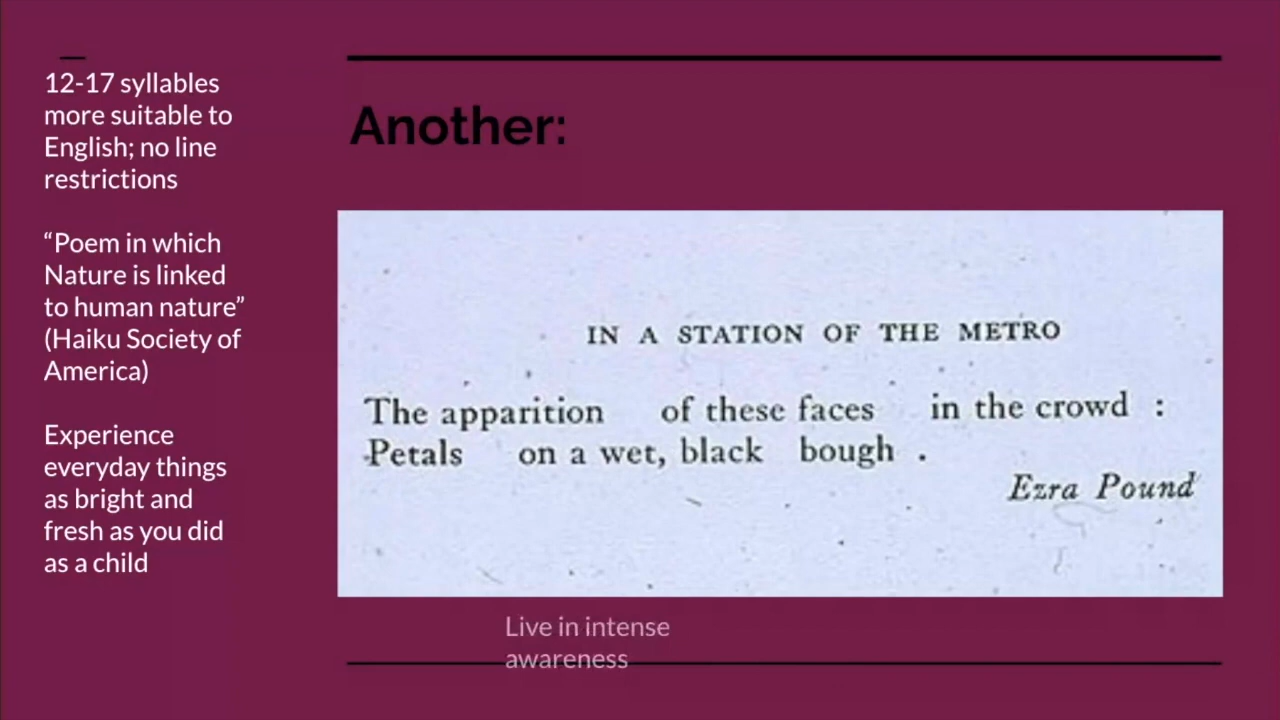 12-17 syllables
more suitable to
English; no line
restrictions
“Poem in which
Nature is linked
to human nature”
(Haiku Society of
America)
Experience
everyday things
as bright and
fresh as you did
as a child
Another:
IN A STATION OF THE METRO
The apparition of these faces in the crowd :
Petals on a wet, black bough .
Ezra Pound
Live in intense
awareness